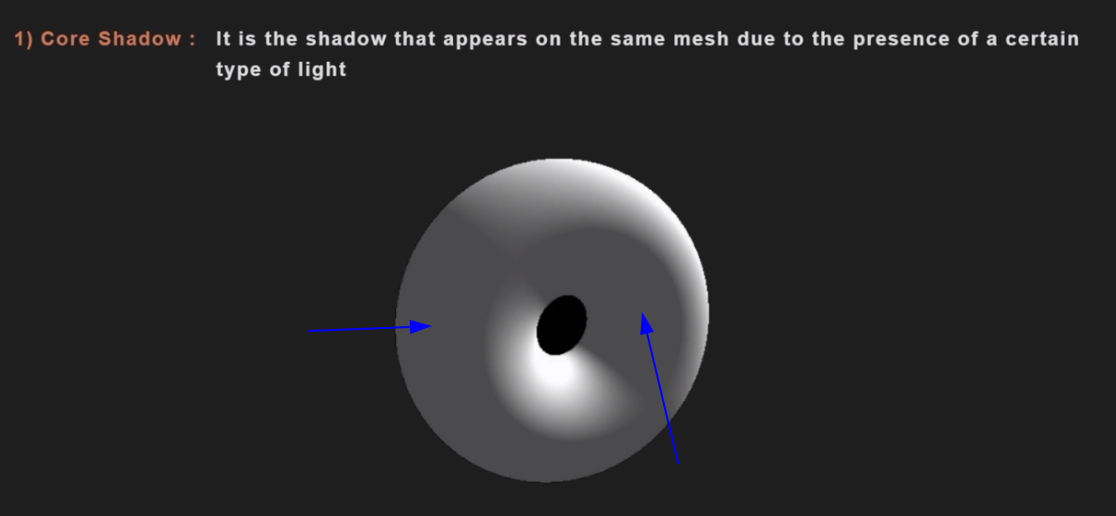 1) Core Shadow : It is the shadow that appears on the same mesh due to the presence of a certain
type of light